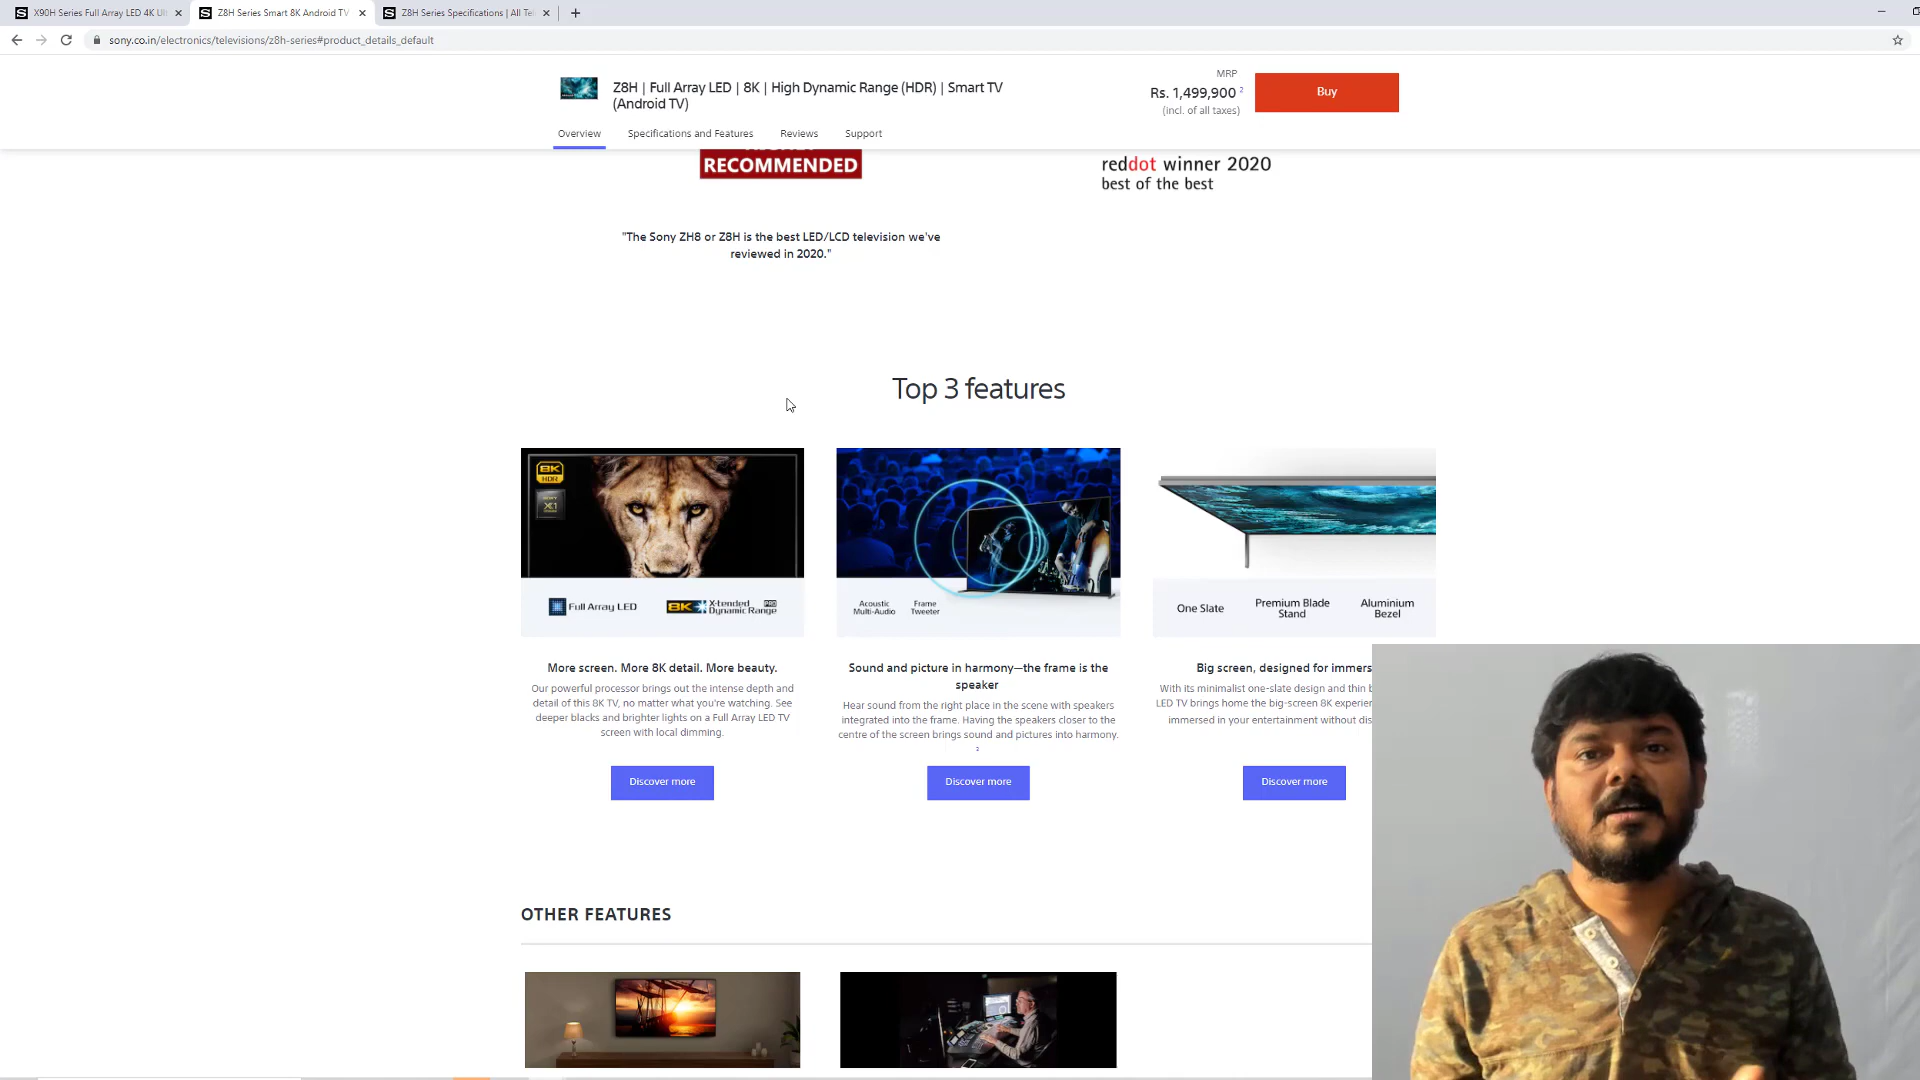 X90H Series Full Array LED 4K Ult
Z8H Series Smart 8K Android TV
Z8H Series Specifications | All Te
sony.co.in/electronics/televisions/z8h-series#product_details_default
Z8H | Full Array LED | 8K | High Dynamic Range (HDR) | Smart TV
(Android TV)
MRP
Rs. 1,499,900 2
(incl. of all taxes)
Buy
Overview
Specifications and Features
Reviews
Support
RECOMMENDED
reddot winner 2020
best of the best
"The Sony ZH8 or Z8H is the best LED/LCD television we've
reviewed in 2020."
Top 3 features
8K
HDR
SONY
X1
Full Array LED
8K X-tended Dynamic Range PRO
Acoustic
Multi-Audio
Frame
Tweeter
One Slate
Premium Blade
Stand
Aluminium
Bezel
More screen. More 8K detail. More beauty.
Our powerful processor brings out the intense depth and
detail of this 8K TV, no matter what you're watching. See
deeper blacks and brighter lights on a Full Array LED TV
screen with local dimming.
Discover more
Sound and picture in harmony—the frame is the
speaker
Hear sound from the right place in the scene with speakers
integrated into the frame. Having the speakers closer to the
centre of the screen brings sound and pictures into harmony.
3
Discover more
Big screen, designed for immers
With its minimalist one-slate design and thin b
LED TV brings home the big-screen 8K experien
immersed in your entertainment without dis
Discover more
OTHER FEATURES